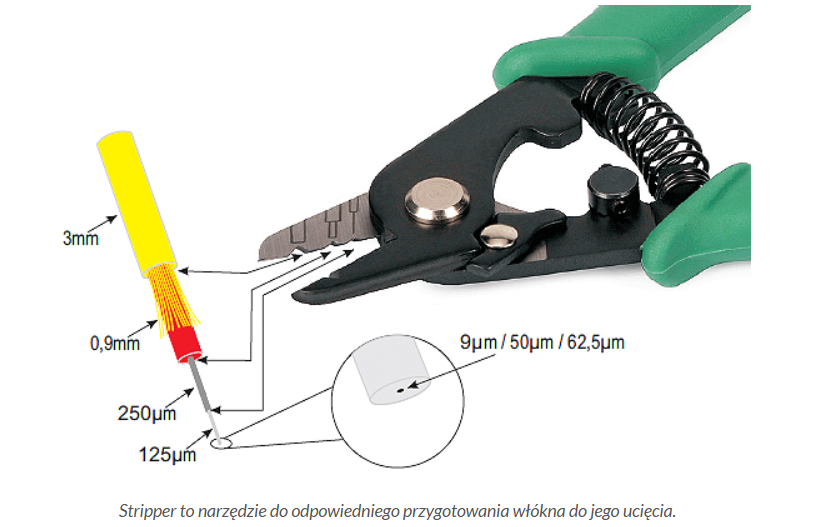 3mm
0,9mm
250µm
125µm
9µm / 50µm / 62,5µm
Stripper to narzędzie do odpowiedniego przygotowania włókna do jego ucięcia.